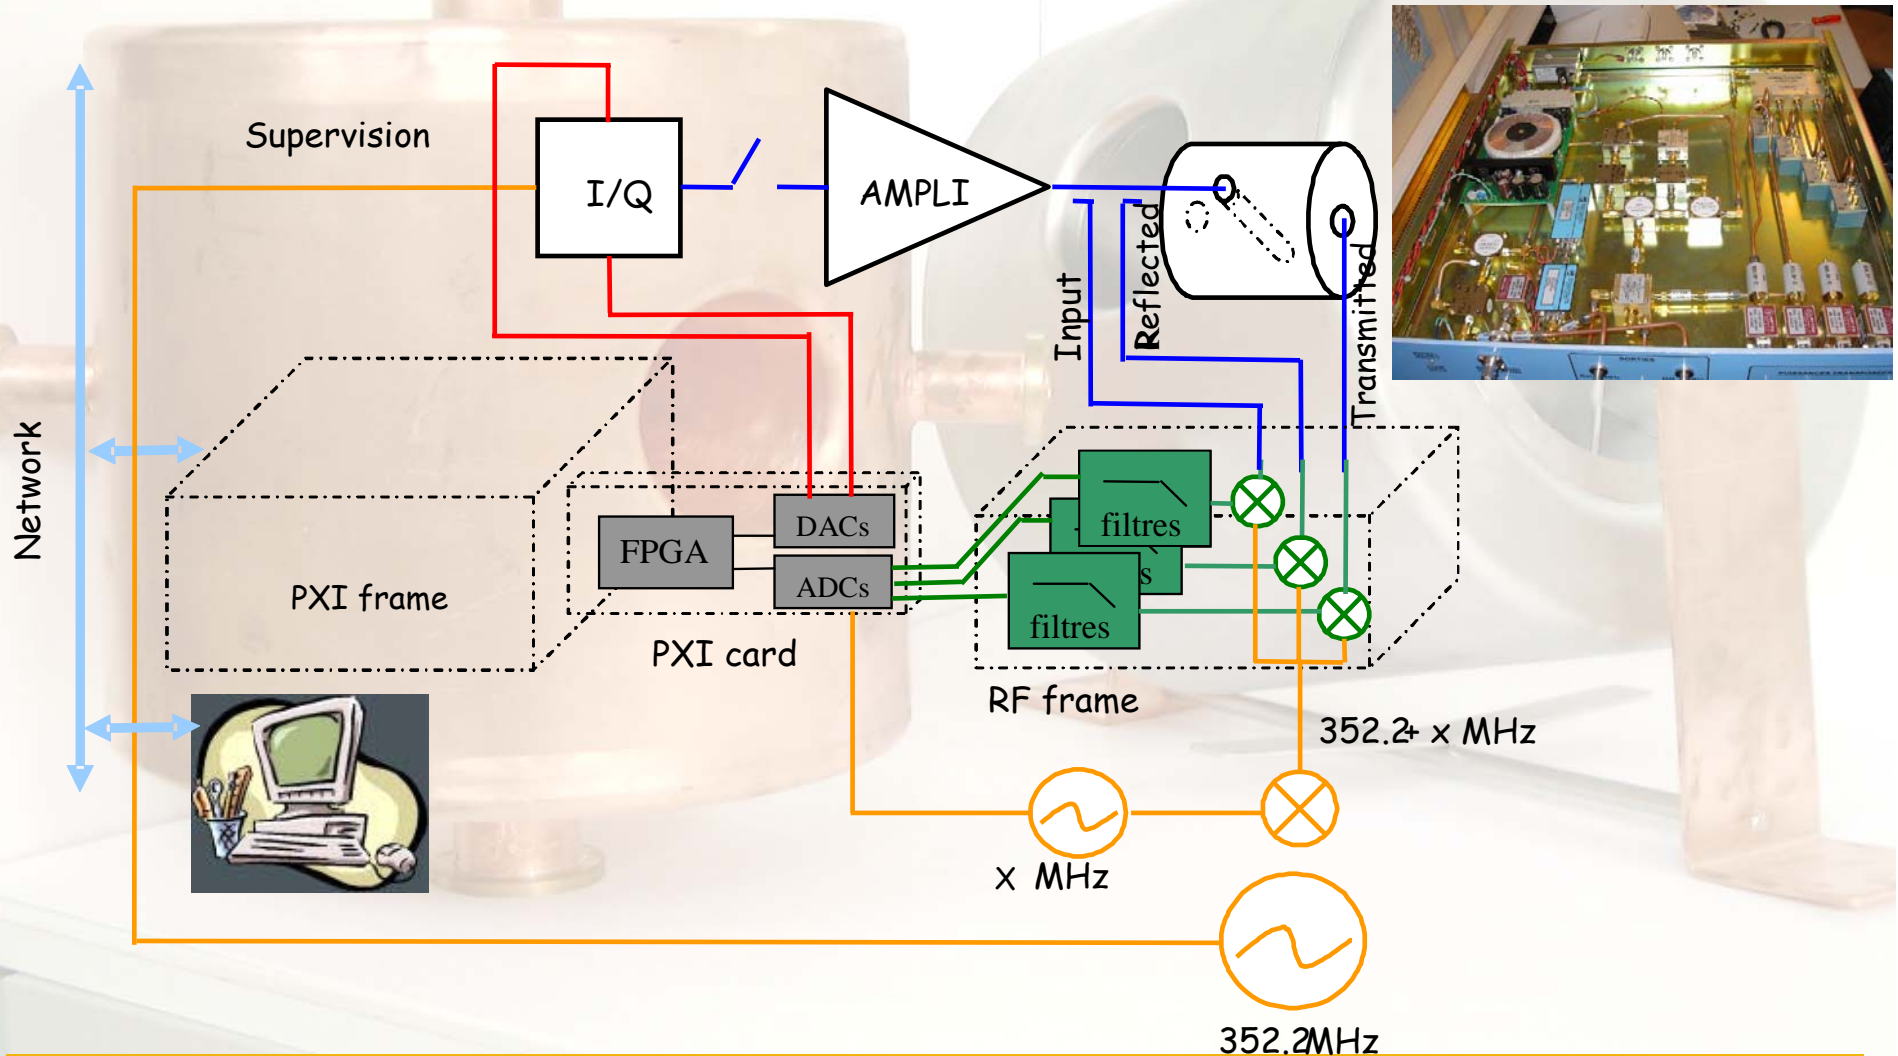 Supervision
I/Q
AMPLI
Network
Input
Reflected
Transmitted
SORTIES
DACs
FPGA
ADCs
filtres
s
filtres
PXI frame
PXI card
RF frame
352.2+ x MHz
x MHz
352.2MHz